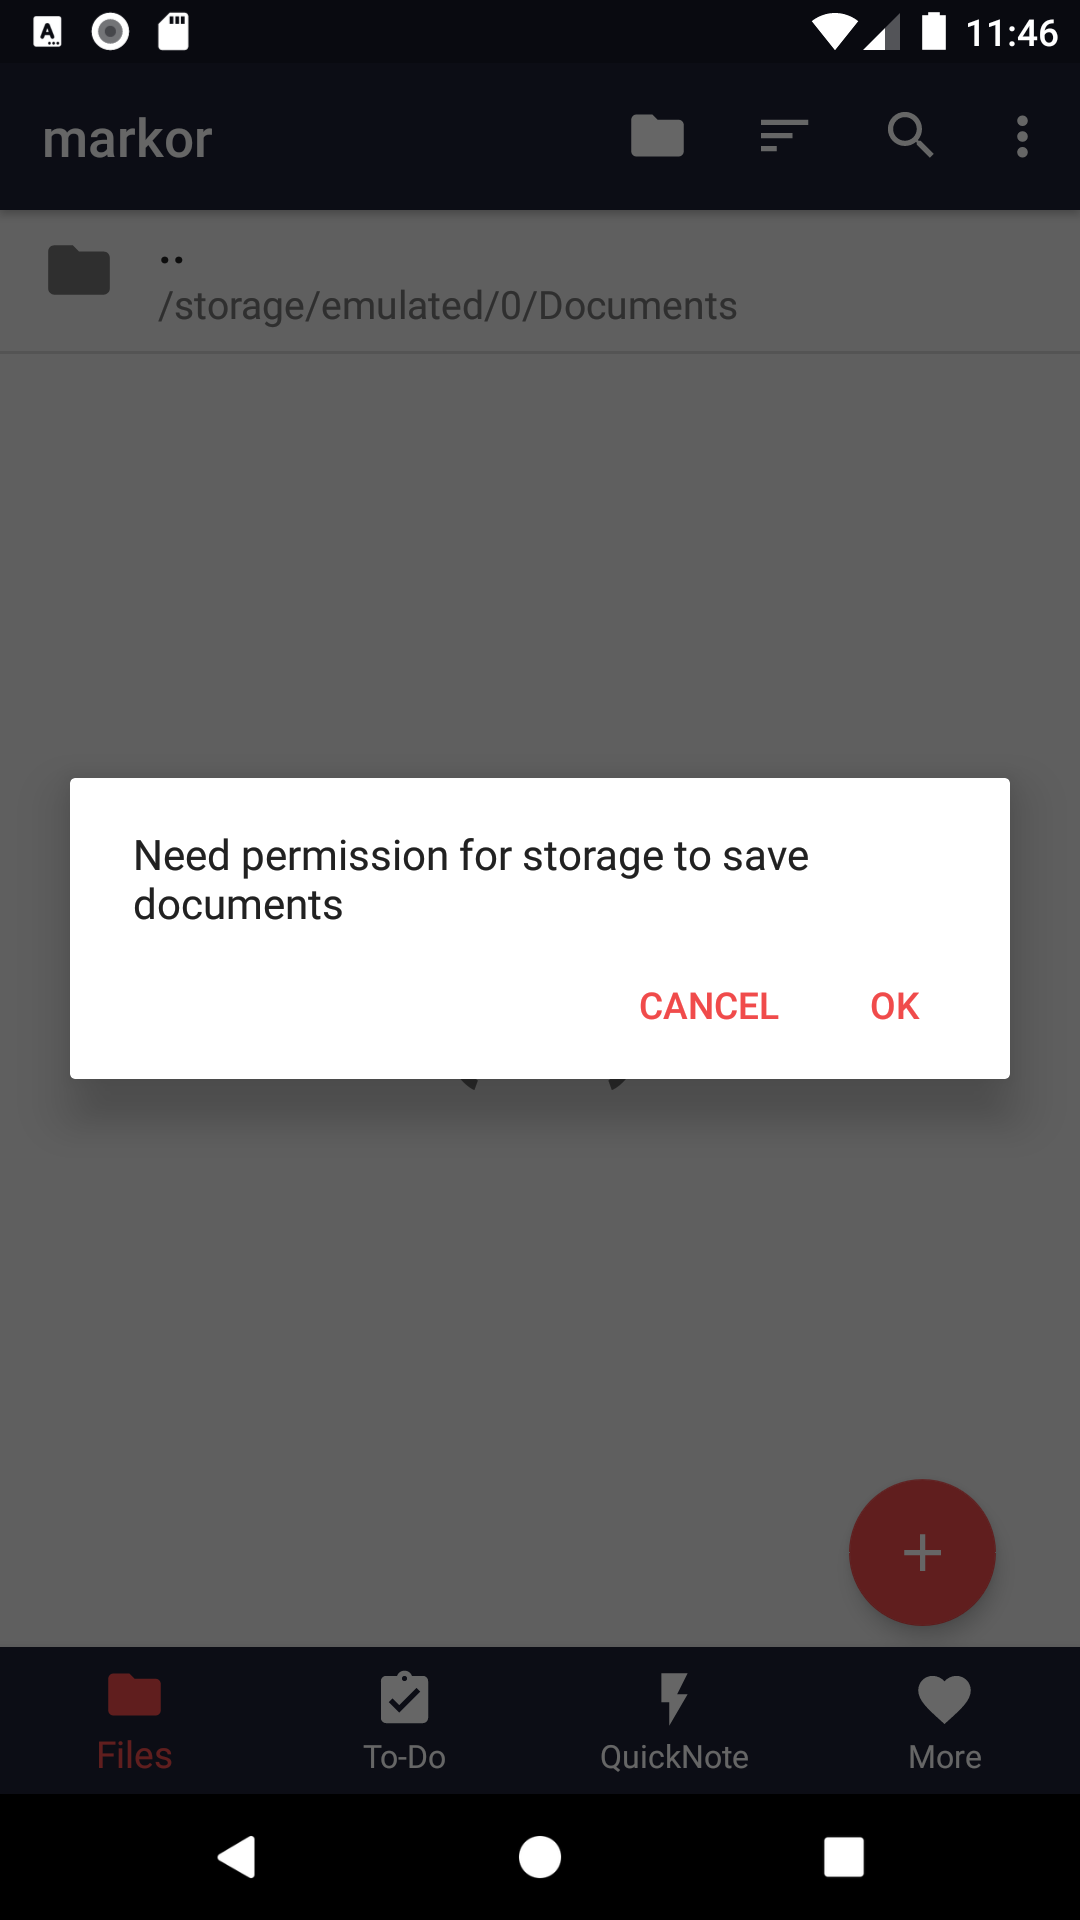 11:46
markor
..
/storage/emulated/0/Documents
Need permission for storage to save
documents
CANCEL OK
Files To-Do QuickNote More